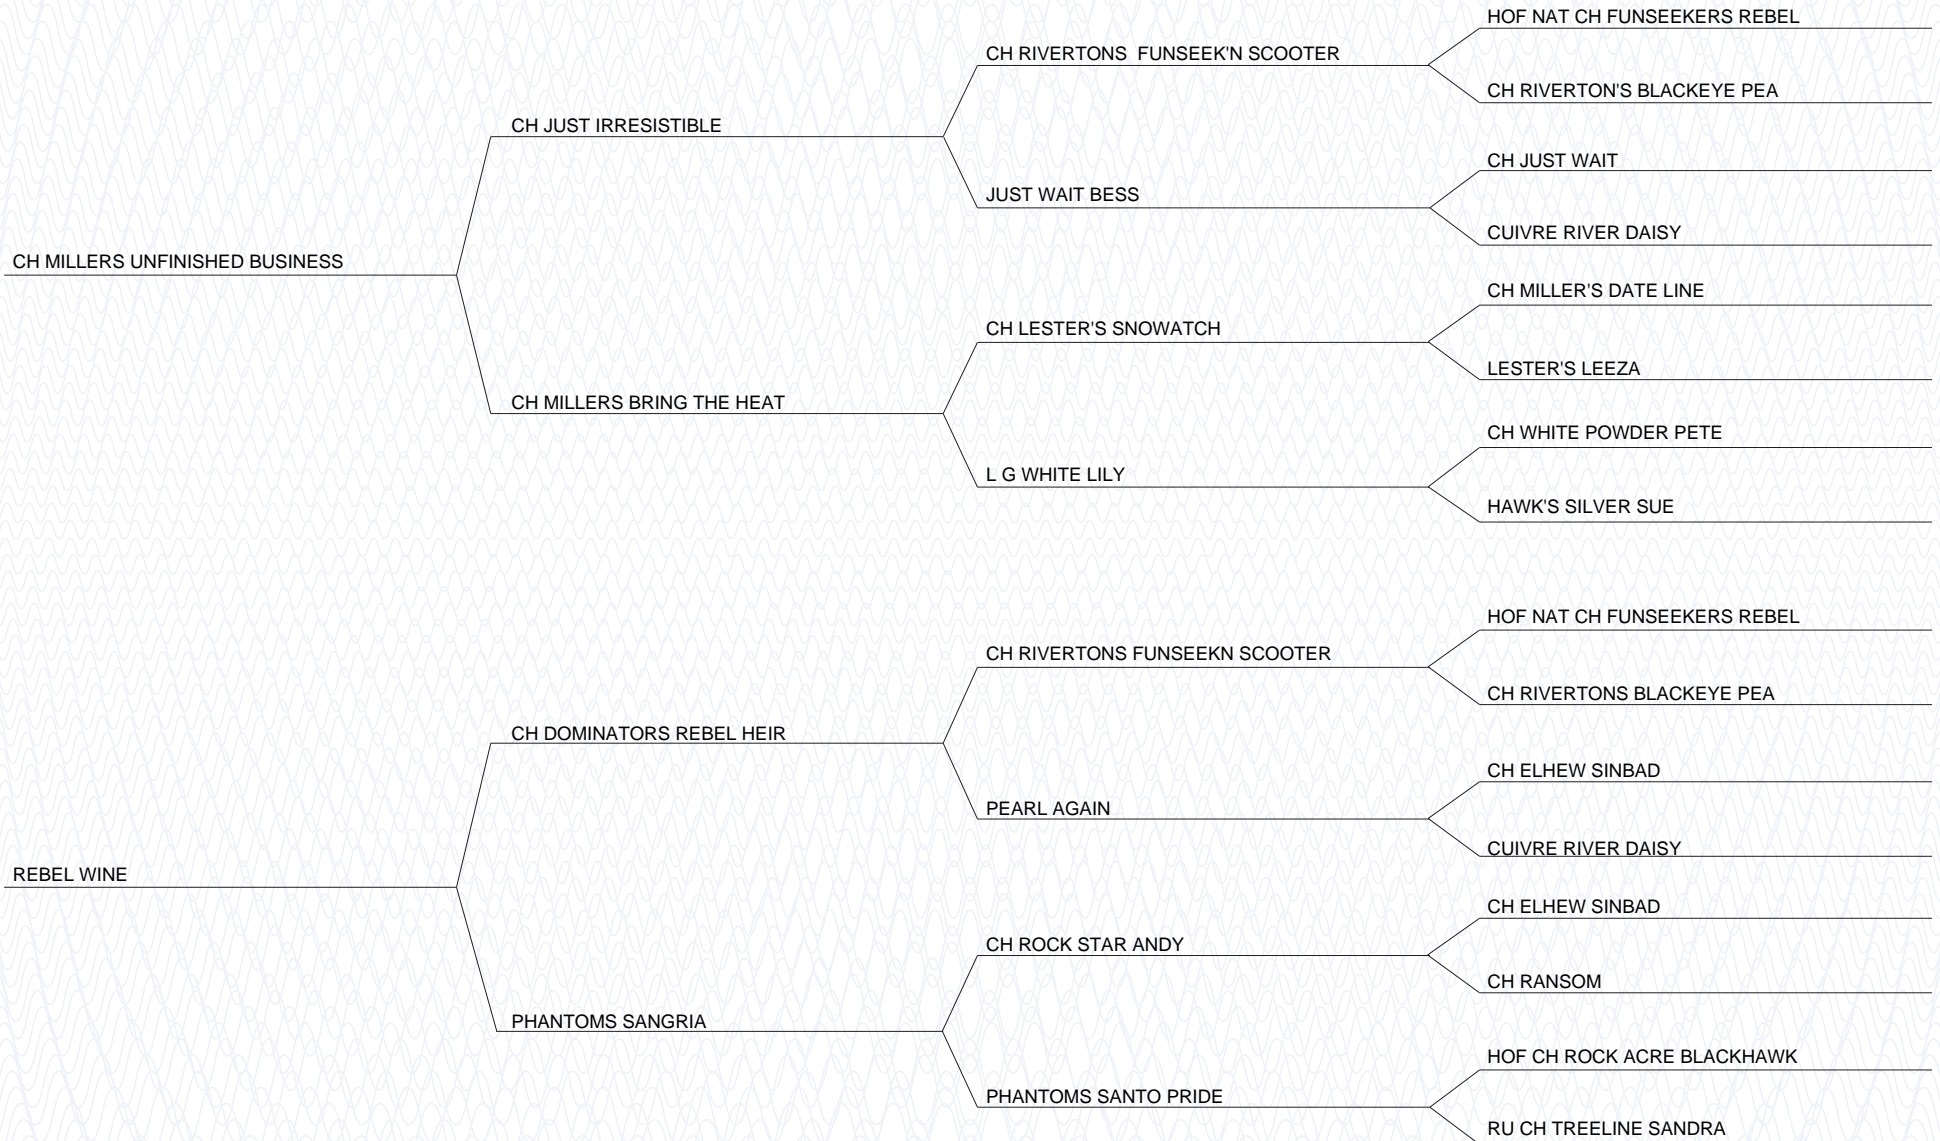 HOF NAT CH FUNSEEKERS REBEL
CH RIVERTONS  FUNSEEK'N SCOOTER
CH RIVERTON'S BLACKEYE PEA
CH JUST IRRESISTIBLE
CH JUST WAIT
JUST WAIT BESS
CUIVRE RIVER DAISY
CH MILLERS UNFINISHED BUSINESS
CH MILLER'S DATE LINE
CH LESTER'S SNOWATCH
LESTER'S LEEZA
CH MILLERS BRING THE HEAT
CH WHITE POWDER PETE
L G WHITE LILY
HAWK'S SILVER SUE
HOF NAT CH FUNSEEKERS REBEL
CH RIVERTONS FUNSEEKN SCOOTER
CH RIVERTONS BLACKEYE PEA
CH DOMINATORS REBEL HEIR
CH ELHEW SINBAD
PEARL AGAIN
CUIVRE RIVER DAISY
REBEL WINE
CH ELHEW SINBAD
CH ROCK STAR ANDY
CH RANSOM
PHANTOMS SANGRIA
HOF CH ROCK ACRE BLACKHAWK
PHANTOMS SANTO PRIDE
RU CH TREELINE SANDRA